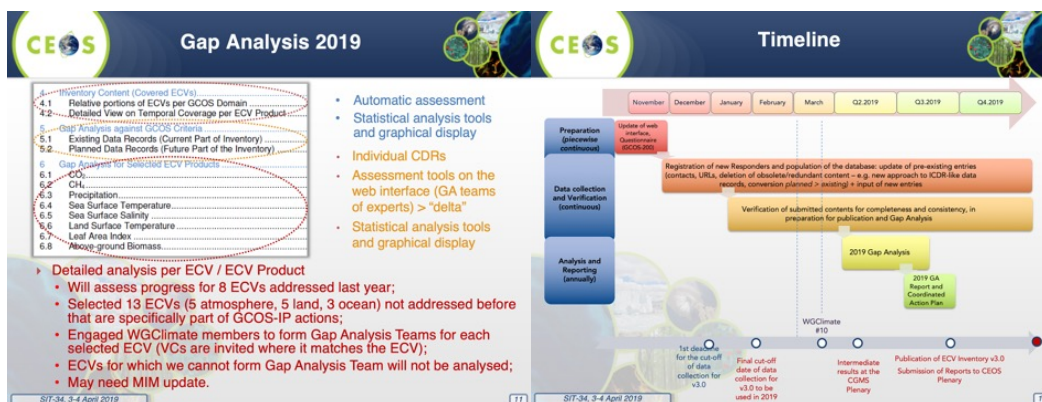 CEOS
Gap Analysis 2019
4 Inventory Content (Covered ECVs)
4.1 Relative portions of ECVs per GCOS Domain
4.2 Detailed View on Temporal Coverage per ECV Product
5 Gap Analysis against GCOS Criteria
5.1 Existing Data Records (Current Part of Inventory)
5.2 Planned Data Records (Future Part of the Inventory)
6 Gap Analysis for Selected ECV Products
6.1 CO₂
6.2 CH₄
6.3 Precipitation
6.4 Sea Surface Temperature
6.5 Sea Surface Salinity
6.6 Land Surface Temperature
6.7 Leaf Area Index
6.8 Above-ground Biomass
• Automatic assessment
• Statistical analysis tools
and graphical display
• Individual CDRs
• Assessment tools on the
web interface (GA teams
of experts) > “delta”
• Statistical analysis tools
and graphical display
Detailed analysis per ECV / ECV Product
• Will assess progress for 8 ECVs addressed last year;
• Selected 13 ECVs (5 atmosphere, 5 land, 3 ocean) not addressed before
that are specifically part of GCOS-IP actions;
• Engaged WGClimate members to form Gap Analysis Teams for each
selected ECV (VCs are invited where it matches the ECV);
• ECVs for which we cannot form Gap Analysis Team will not be analysed;
• May need MIM update.
SIT-34, 3-4 April 2019
11
CEOS
Timeline
November December January February March Q2.2019 Q3.2019 Q4.2019
Preparation
(piecewise
continuous)
Update of web
interface,
Questionnaire
(GCOS-200)
Registration of new Responders and population of the database: update of pre-existing entries
(contacts, URLs, deletion of obsolete/redundant content – e.g. new approach to ICDR-like data
records, conversion planned > existing) + input of new entries
Data collection
and Verification
(continuous)
Verification of submitted contents for completeness and consistency, in
preparation for publication and Gap Analysis
Analysis and
Reporting
(annually)
2019 Gap Analysis
2019 GA
Report and
Coordinated
Action Plan
WGClimate
#10
1st deadline
for the cut-off
of data
collection for
v3.0
Final cut-off
date of data
collection for
v3.0 to be
used in 2019
Intermediate
results at the
CGMS
Plenary
Publication of ECV Inventory v3.0
Submission of Reports to CEOS
Plenary
SIT-34, 3-4 April 2019